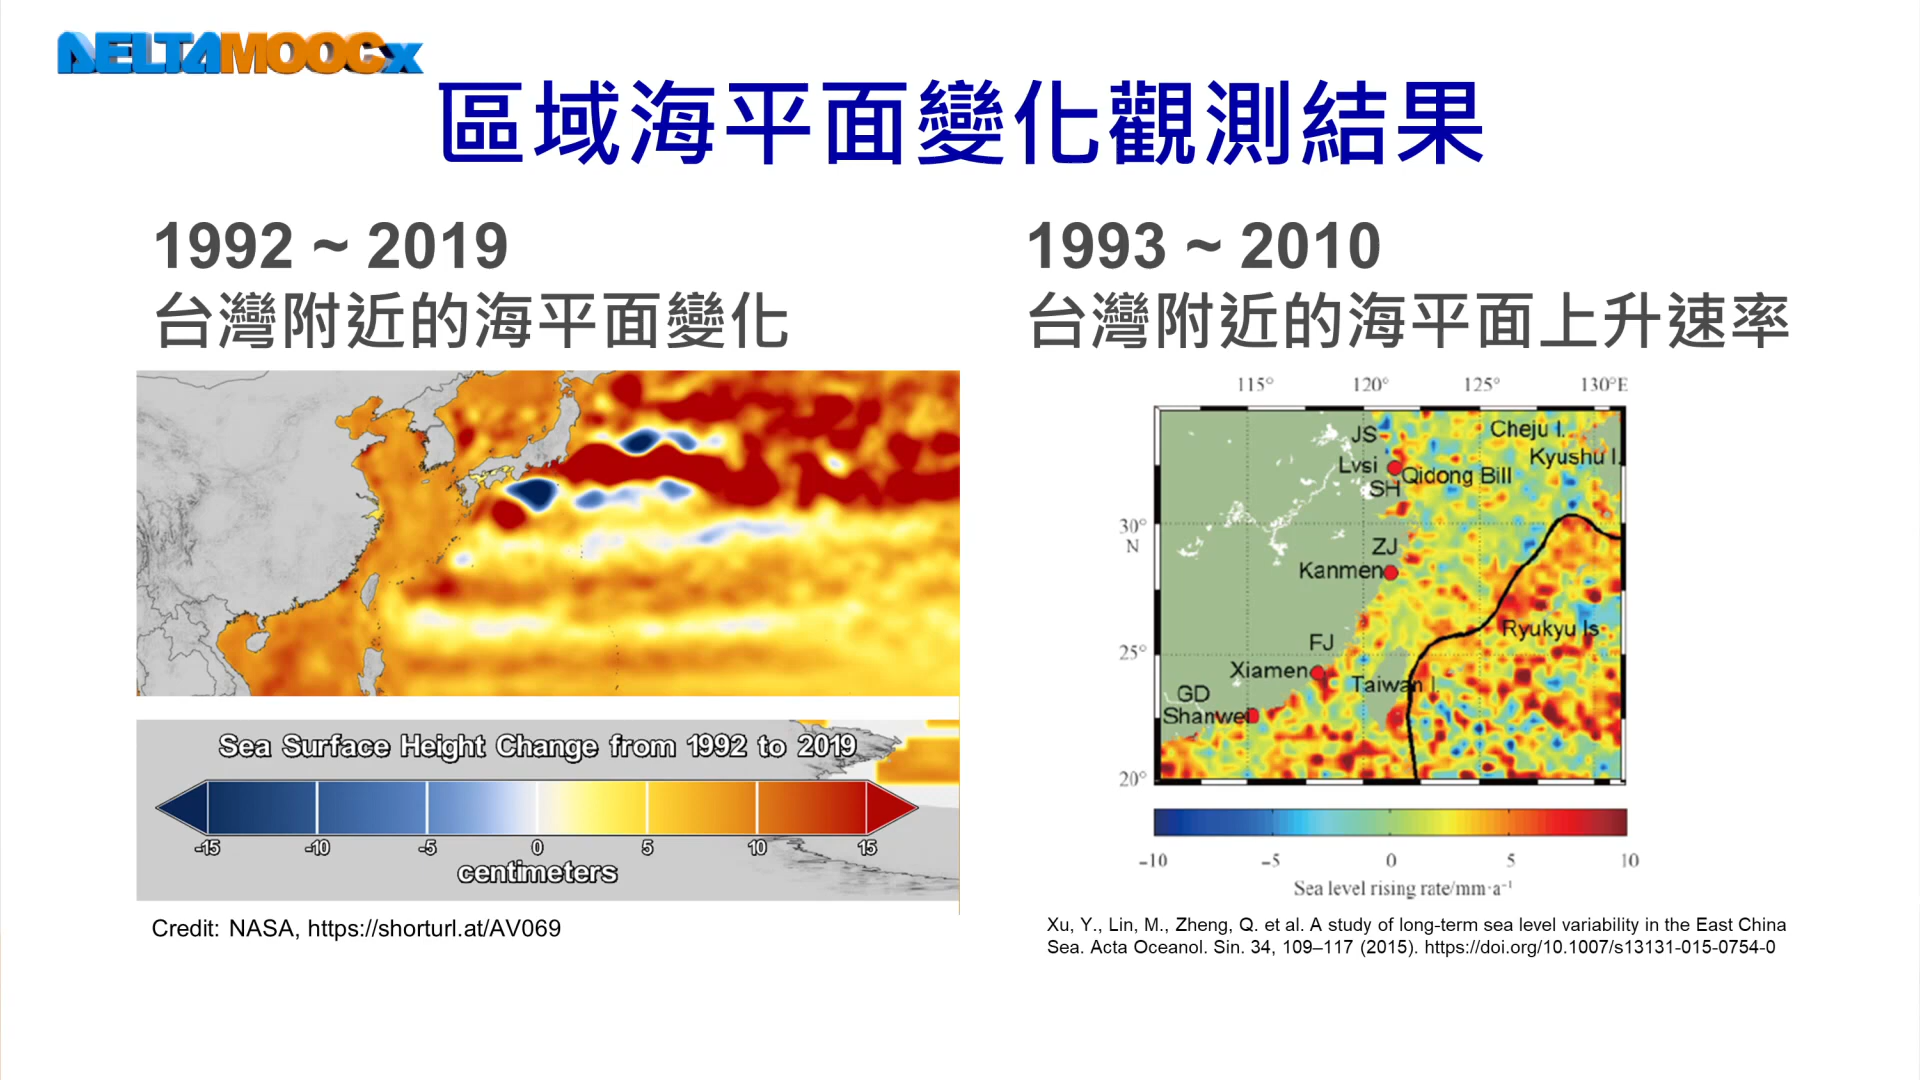 DELTAMOOCx
區域海平面變化觀測結果
1992 ~ 2019
台灣附近的海平面變化
Sea Surface Height Change from 1992 to 2019
-15 -10 -5 0 5 10 15
centimeters
Credit: NASA, https://shorturl.at/AV069
1993 ~ 2010
台灣附近的海平面上升速率
115° 120° 125° 130°E
JS Cheju I.
Kyushu I.
Lvsi Qidong Bill
SH
30°
N
ZJ
Kanmen
Ryukyu Is
FJ
25°
Xiamen
Taiwan I.
GD
Shanwei
20°
-10 -5 0 5 10
Sea level rising rate/mm·a⁻¹
Xu, Y., Lin, M., Zheng, Q. et al. A study of long-term sea level variability in the East China
Sea. Acta Oceanol. Sin. 34, 109–117 (2015). https://doi.org/10.1007/s13131-015-0754-0